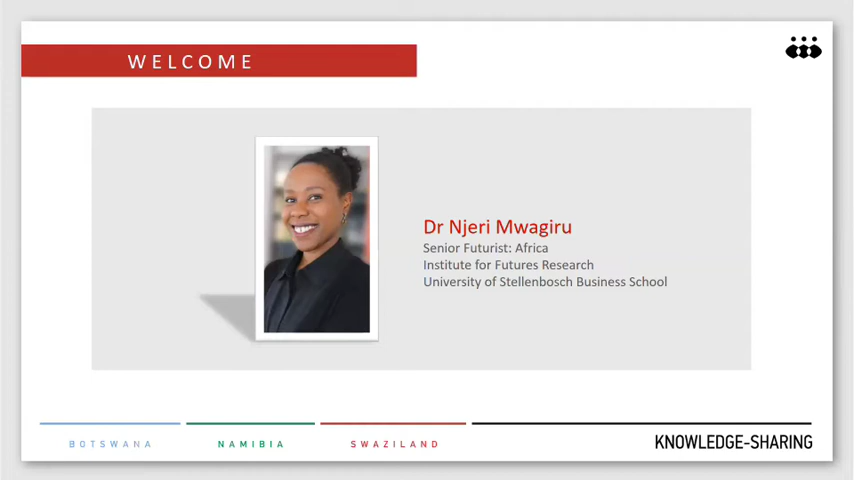 WELCOME
Dr Njeri Mwagiru
Senior Futurist: Africa
Institute for Futures Research
University of Stellenbosch Business School
BOTSWANA
NAMIBIA
SWAZILAND
KNOWLEDGE-SHARING